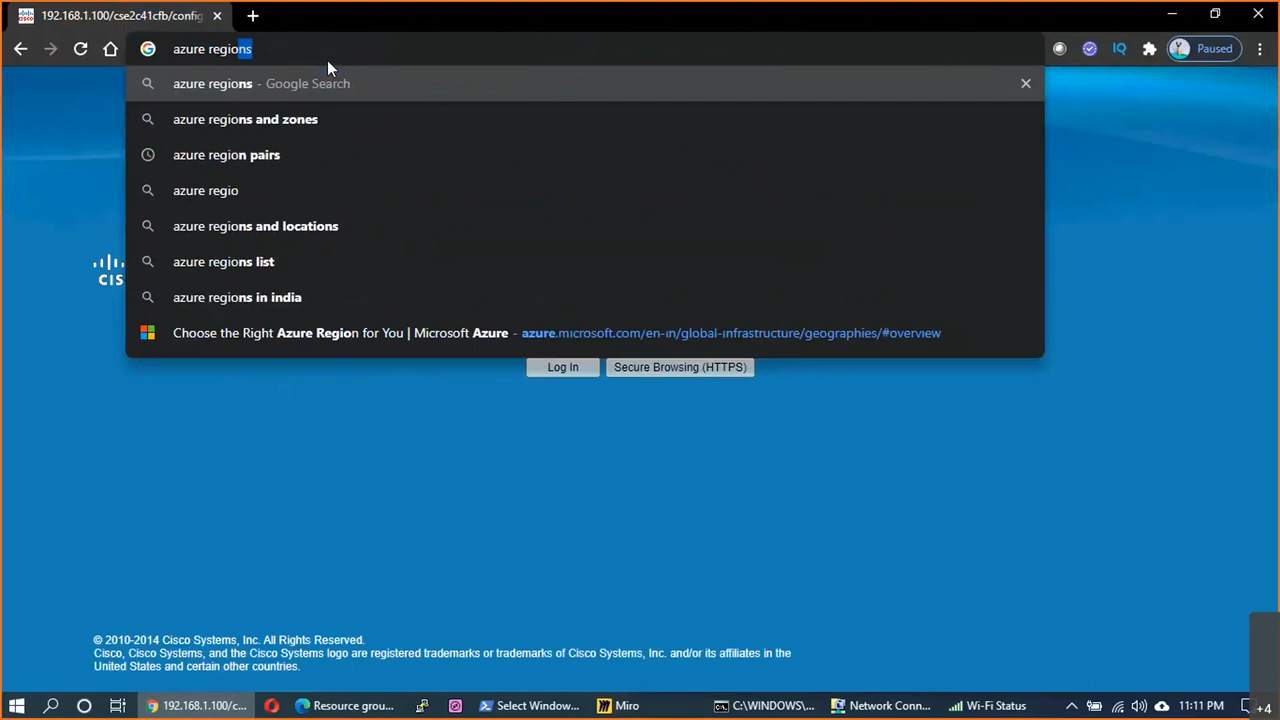 192.168.1.100/cse2c41cfb/config
azure regions
Paused
azure regions - Google Search
azure regions and zones
azure region pairs
azure regio
azure regions and locations
azure regions list
azure regions in india
Choose the Right Azure Region for You | Microsoft Azure - azure.microsoft.com/en-in/global-infrastructure/geographies/#overview
CIS
Log In
Secure Browsing (HTTPS)
© 2010-2014 Cisco Systems, Inc. All Rights Reserved.
Cisco, Cisco Systems, and the Cisco Systems logo are registered trademarks or trademarks of Cisco Systems, Inc. and/or its affiliates in the
United States and certain other countries.
192.168.1.100/c...
Resource grou...
Select Window...
Miro
C:\WINDOWS\...
Network Conn...
Wi-Fi Status
11:11 PM
+4